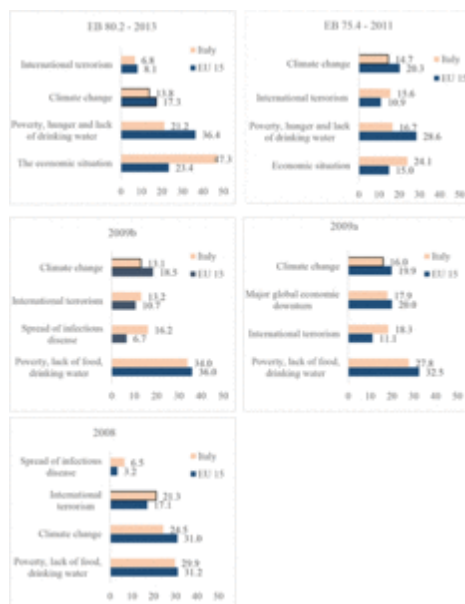 EB 80.2 - 2013
Italy
EU 15
International terrorism
6.8
8.1
Climate change
13.8
17.3
Poverty, hunger and lack
of drinking water
21.2
36.4
The economic situation
47.3
23.4
0 10 20 30 40 50
EB 75.4 - 2011
Climate change
14.7
20.3
Italy
EU 15
International terrorism
15.6
10.9
Poverty, hunger and lack
of drinking water
16.7
28.6
Economic situation
24.1
15.0
0 10 20 30 40 50
2009b
Italy
EU 15
Climate change
13.1
18.5
International terrorism
13.2
10.7
Spread of infectious
disease
16.2
6.7
Poverty, lack of food,
drinking water
34.0
36.0
0 10 20 30 40
2009a
Italy
EU 15
Climate change
16.0
19.9
Major global economic
downturn
17.9
20.0
International terrorism
18.3
11.1
Poverty, lack of food,
drinking water
27.8
32.5
0 10 20 30 40
2008
Italy
EU 15
Spread of infectious
disease
6.5
3.2
International
terrorism
21.3
17.1
Climate change
24.5
31.0
Poverty, lack of food,
drinking water
29.9
31.2
0 10 20 30 40